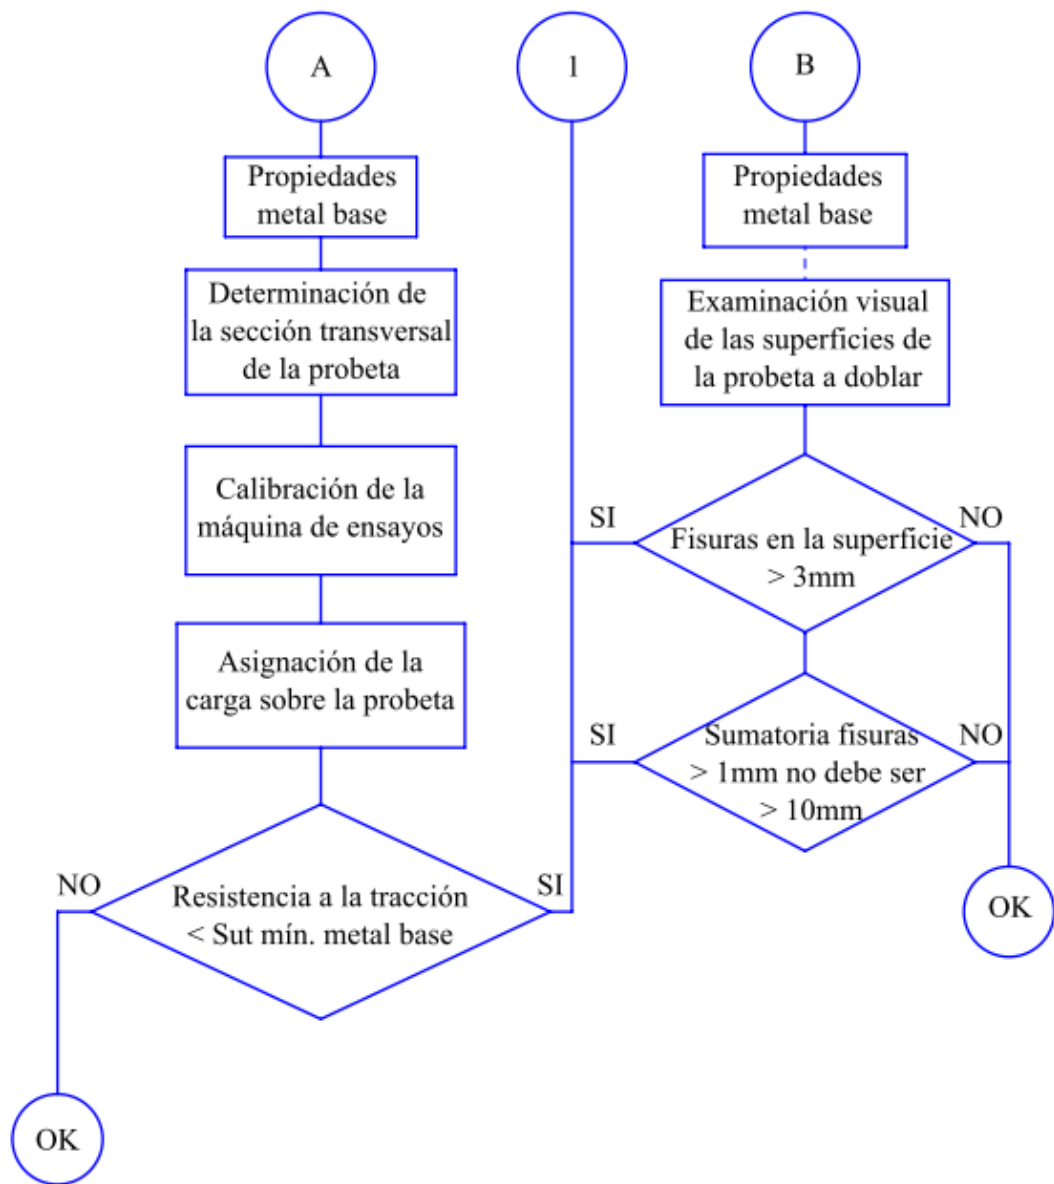 A
1
B
Propiedades
metal base
Propiedades
metal base
Determinación de
la sección transversal
de la probeta
Examinación visual
de las superficies de
la probeta a doblar
Calibración de la
máquina de ensayos
SI
NO
Fisuras en la superficie
> 3mm
Asignación de la
carga sobre la probeta
SI
NO
Sumatoria fisuras
> 1mm no debe ser
> 10mm
NO
SI
Resistencia a la tracción
< Sut mín. metal base
OK
OK